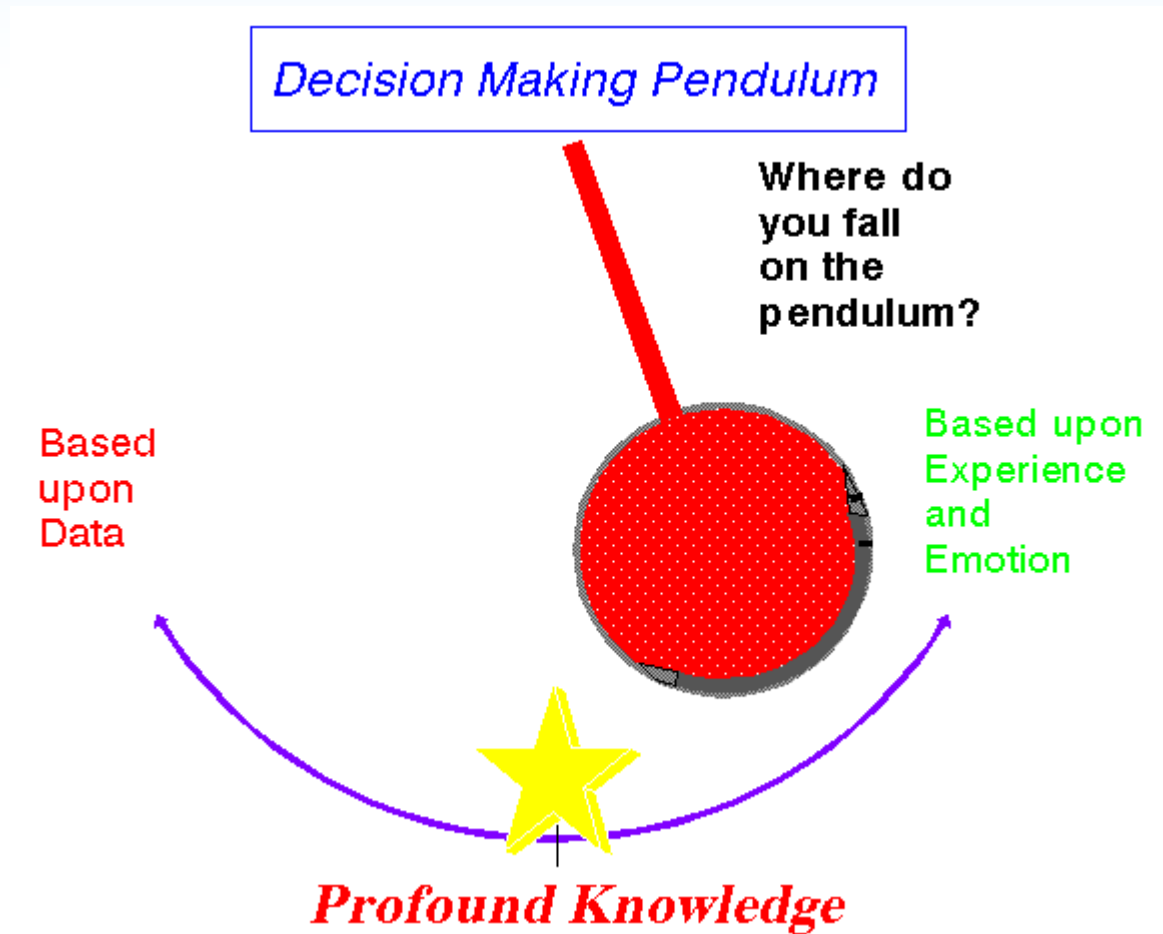 Decision Making Pendulum
Where do
you fall
on the
pendulum?
Based
upon
Data
Based upon
Experience
and
Emotion
Profound Knowledge